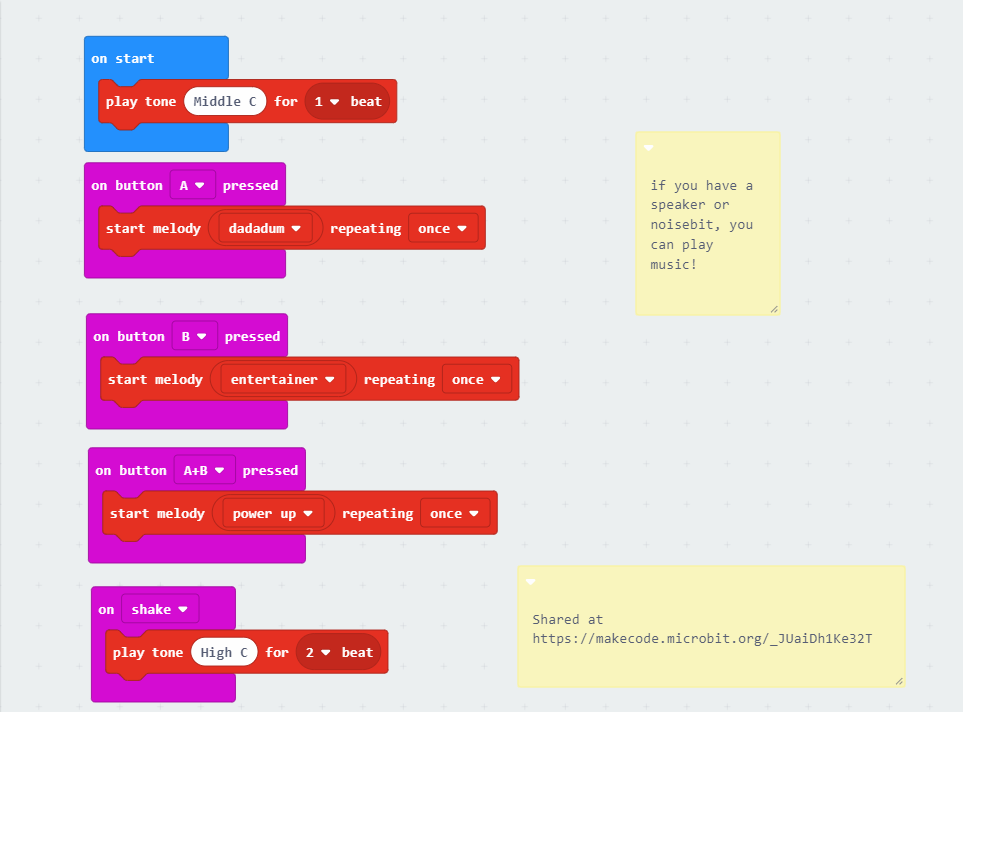 on start
play tone Middle C for 1 beat
on button A pressed
start melody dadadum repeating once
if you have a
speaker or
noisebit, you
can play
music!
on button B pressed
start melody entertainer repeating once
on button A+B pressed
start melody power up repeating once
on shake
play tone High C for 2 beat
Shared at
https://makecode.microbit.org/_JUaiDh1Ke32T